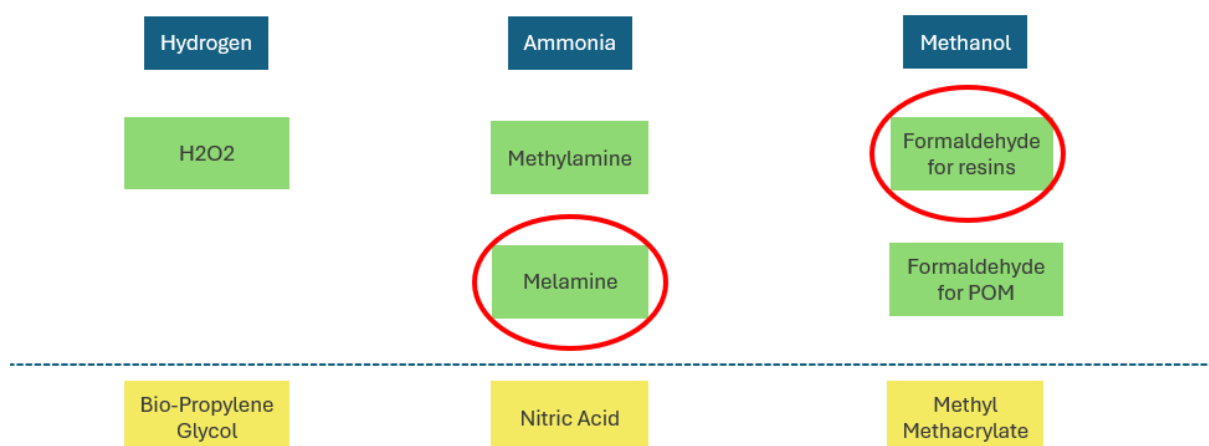 Hydrogen
Ammonia
Methanol
H2O2
Methylamine
Formaldehyde
for resins
Melamine
Formaldehyde
for POM
Bio-Propylene
Glycol
Nitric Acid
Methyl
Methacrylate